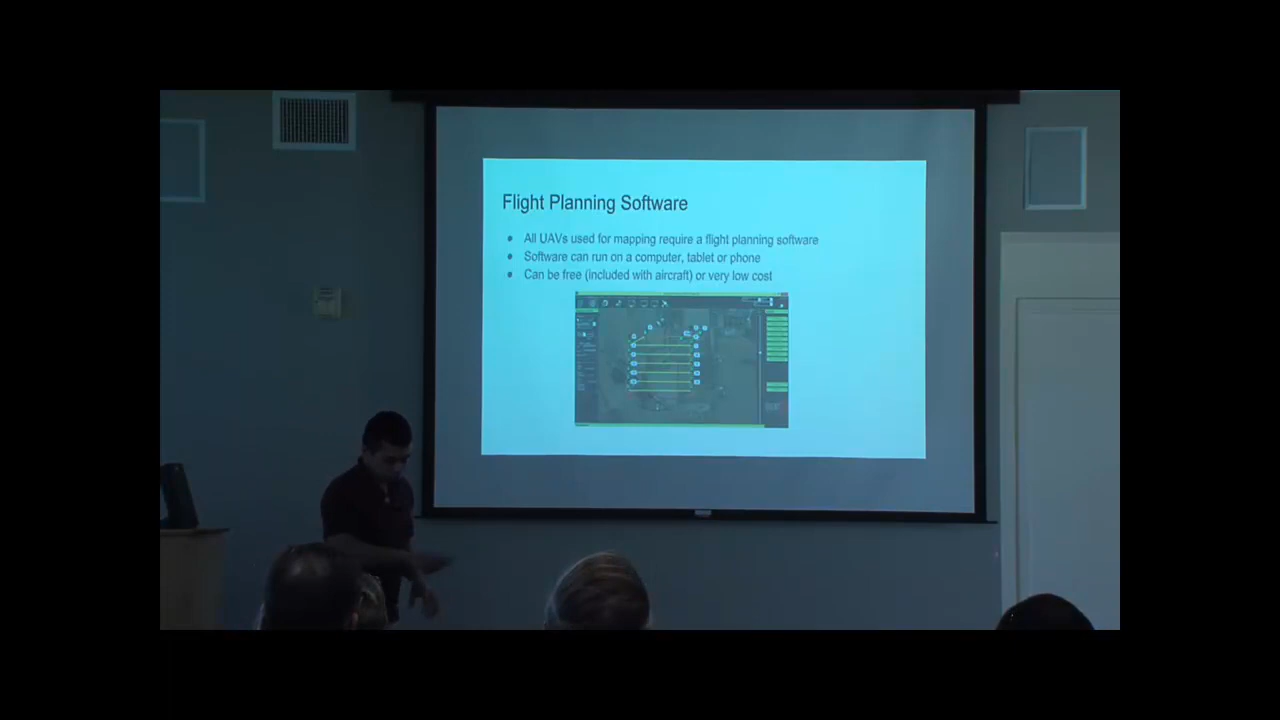 Flight Planning Software
● All UAVs used for mapping require a flight planning software
● Software can run on a computer, tablet or phone
● Can be free (included with aircraft) or very low cost